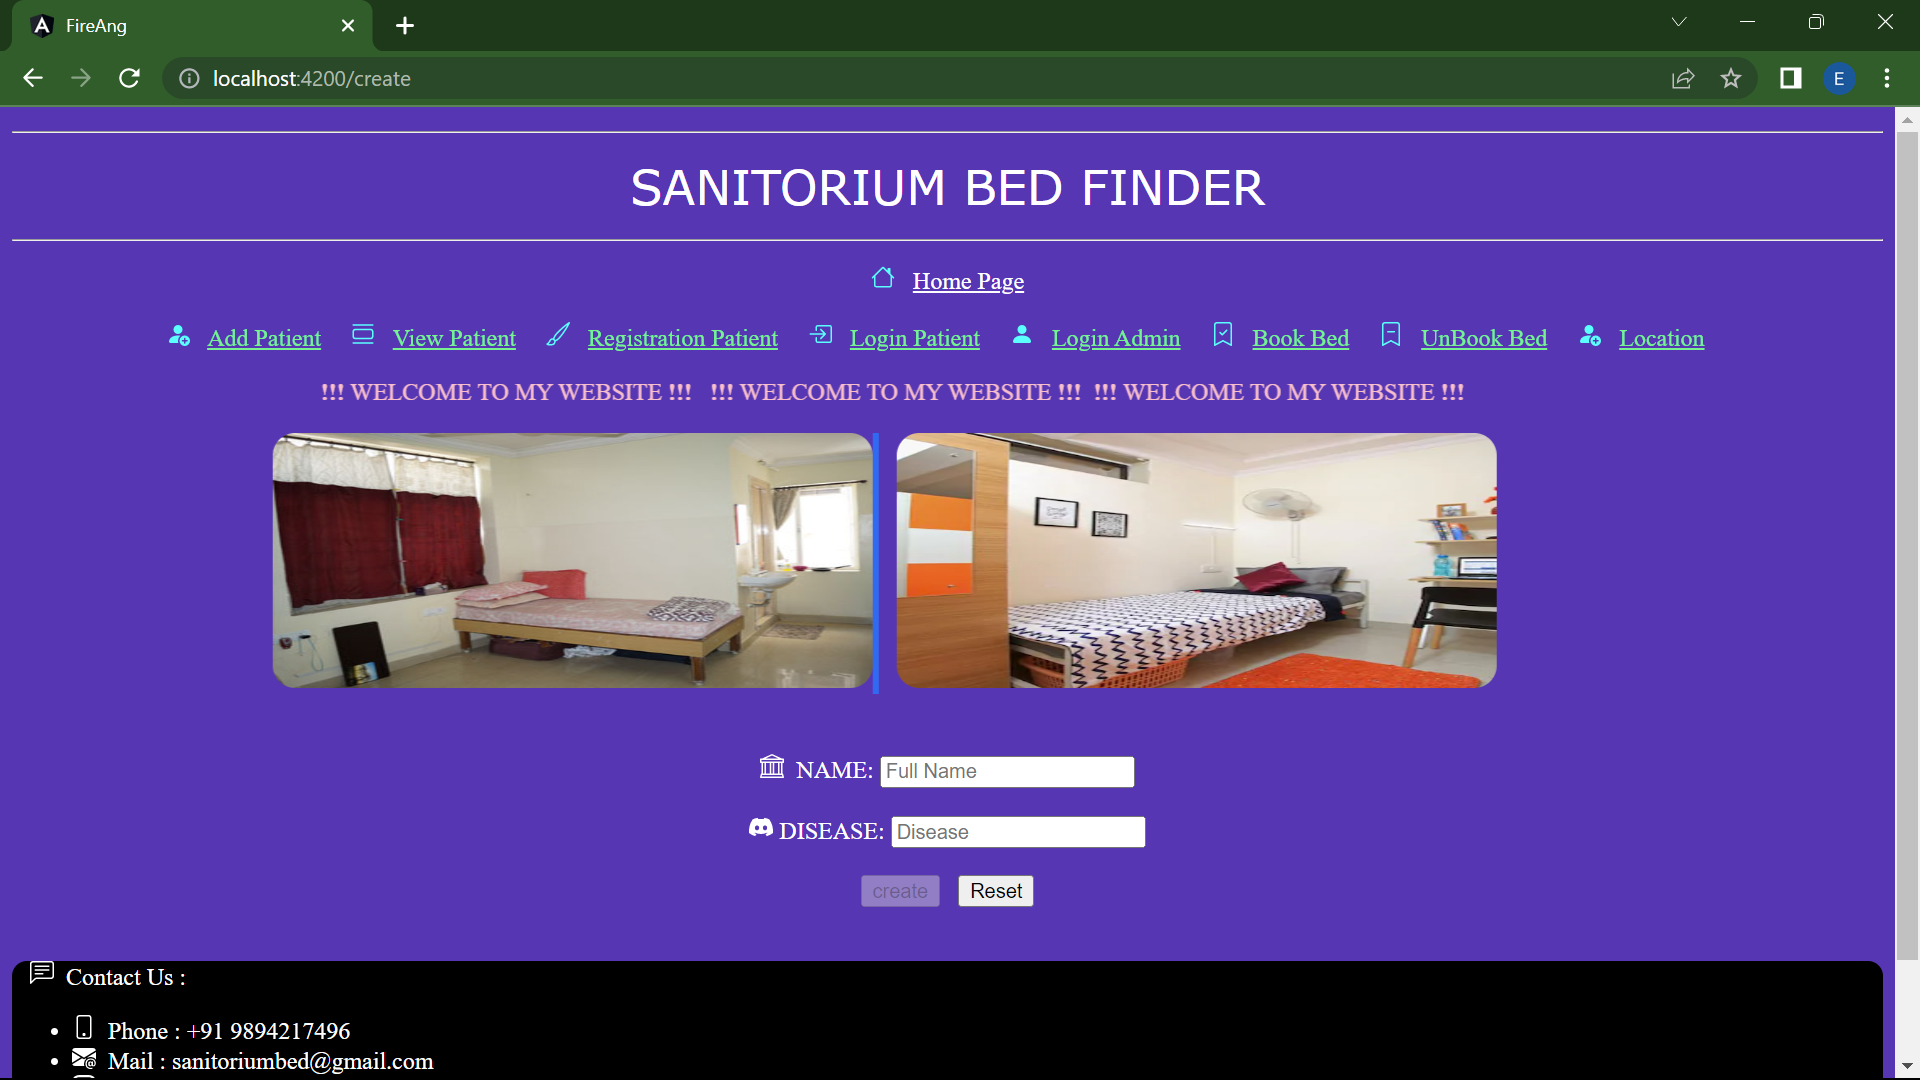 FireAng
localhost:4200/create
E
SANITORIUM BED FINDER
Home Page
Add Patient View Patient Registration Patient Login Patient Login Admin Book Bed UnBook Bed Location
!!! WELCOME TO MY WEBSITE !!! !!! WELCOME TO MY WEBSITE !!! !!! WELCOME TO MY WEBSITE !!!
NAME: Full Name
DISEASE: Disease
create Reset
Contact Us :
Phone : +91 9894217496
Mail : sanitoriumbed@gmail.com